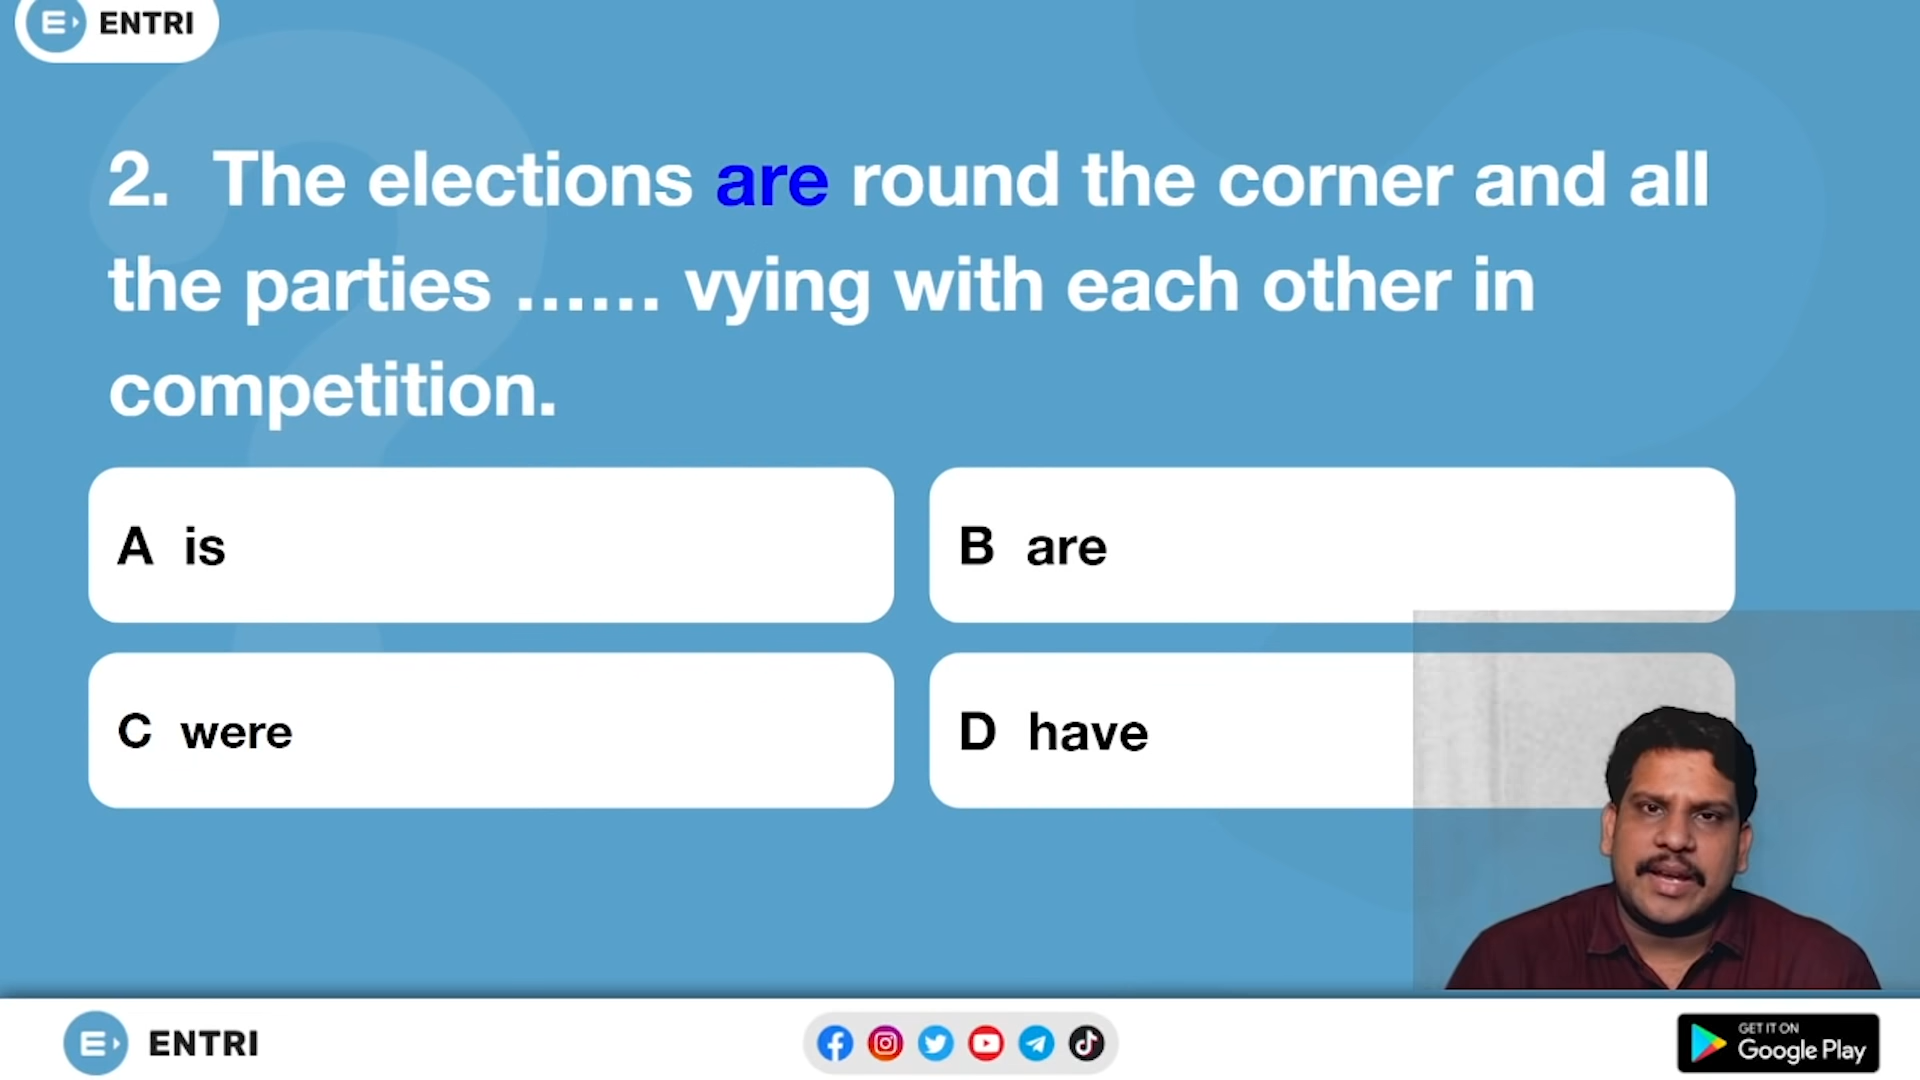 ENTRI
2. The elections are round the corner and all
the parties ...... vying with each other in
competition.
A is
B are
C were
D have
ENTRI
GET IT ON
Google Play